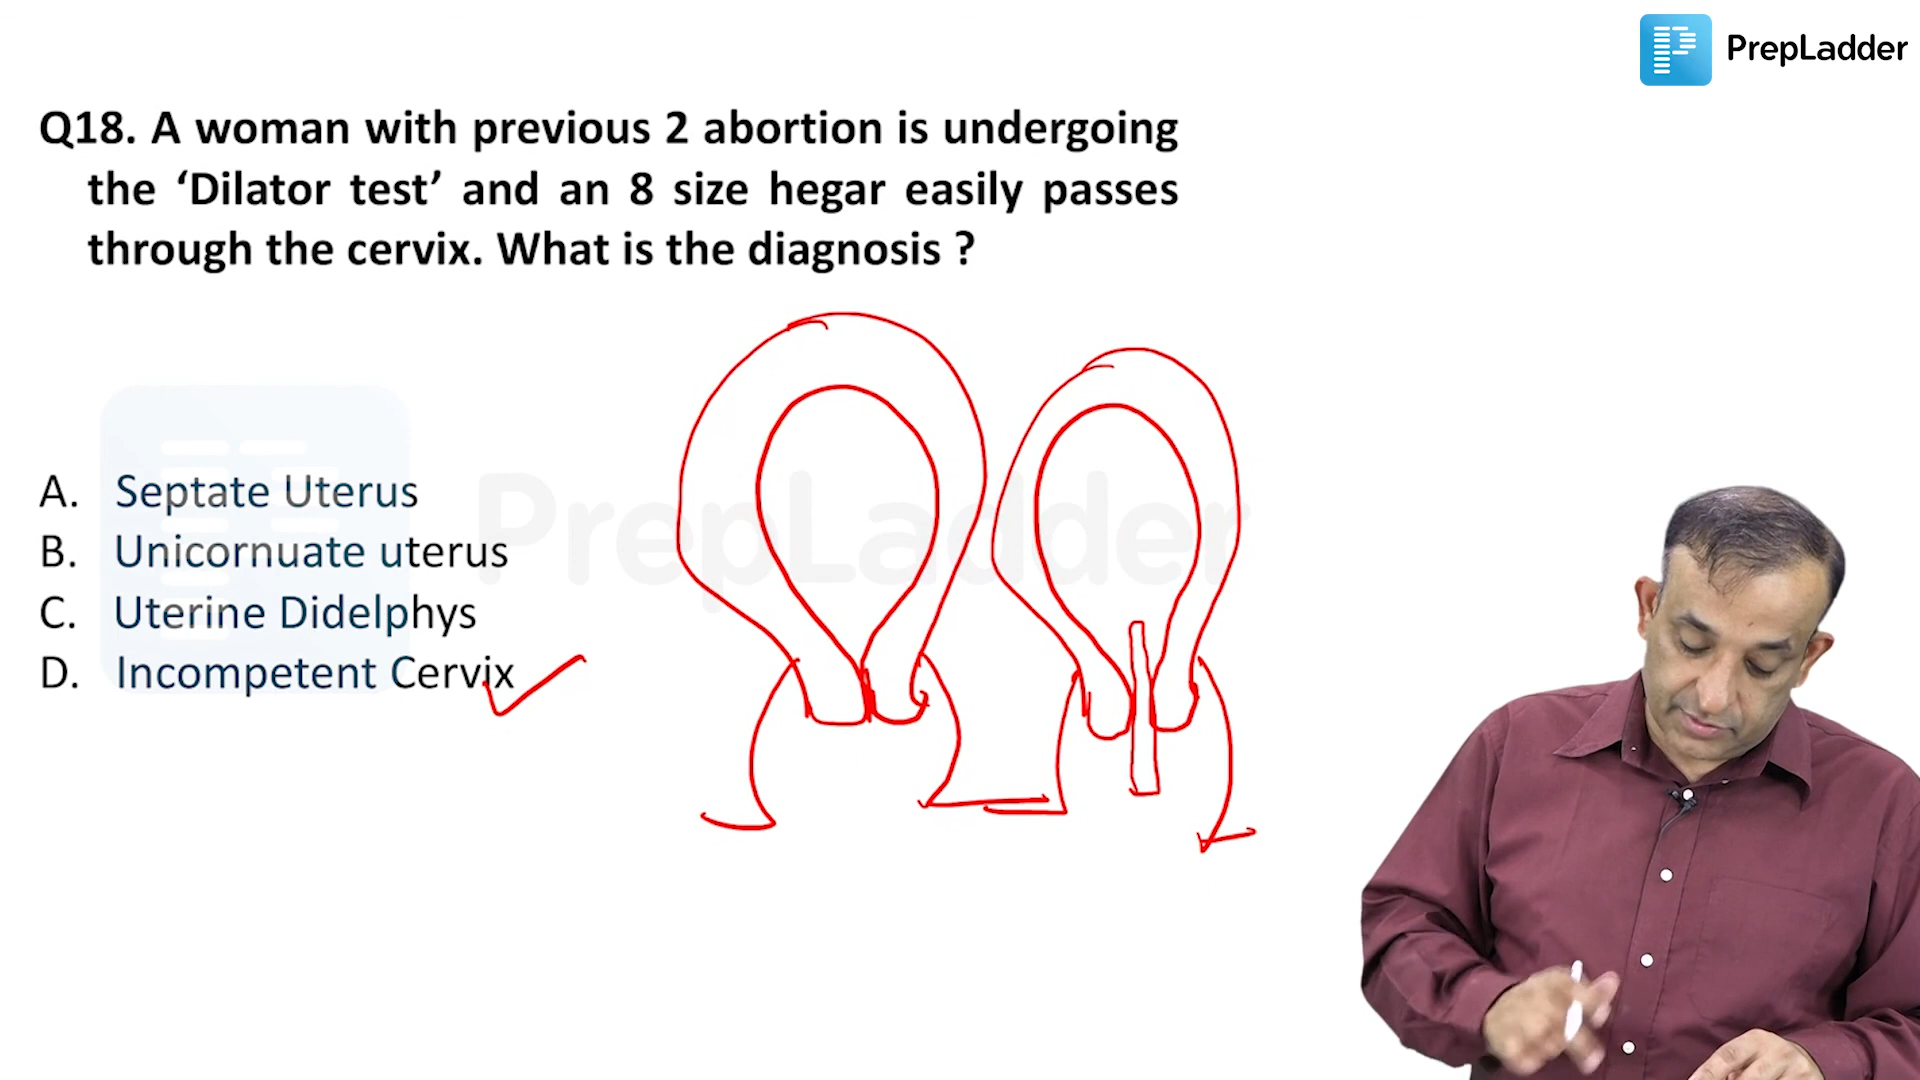 PrepLadder
Q18. A woman with previous 2 abortion is undergoing
the ‘Dilator test’ and an 8 size hegar easily passes
through the cervix. What is the diagnosis ?
PrepLadder
A. Septate Uterus
B. Unicornuate uterus
C. Uterine Didelphys
D. Incompetent Cervix